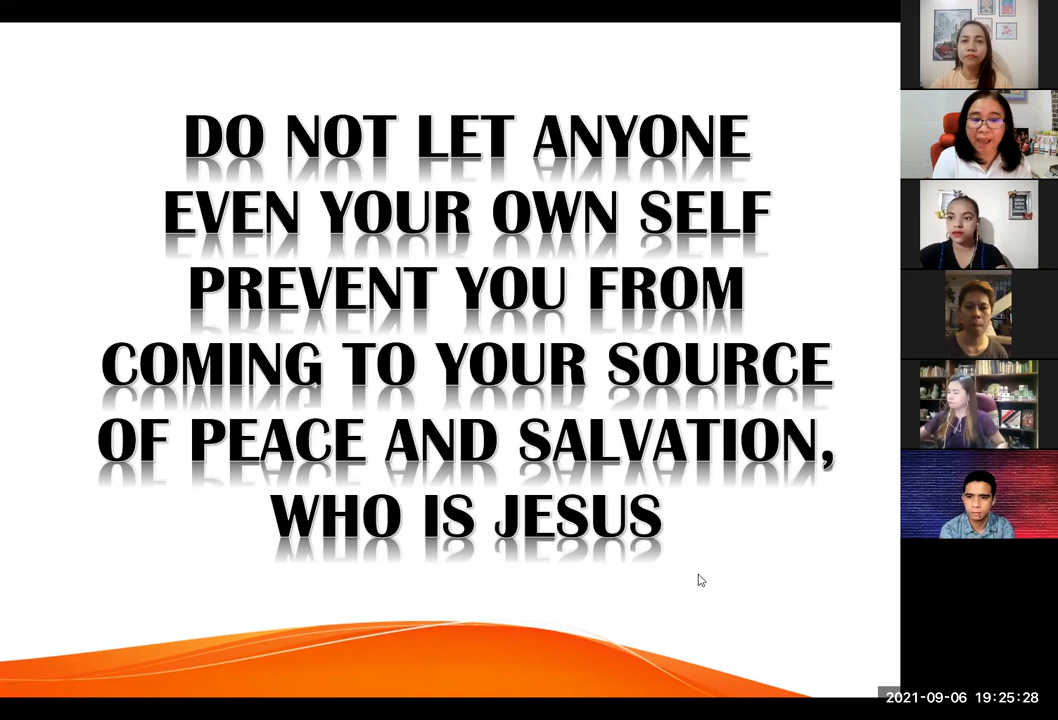 DO NOT LET ANYONE
EVEN YOUR OWN SELF
PREVENT YOU FROM
COMING TO YOUR SOURCE
OF PEACE AND SALVATION,
WHO IS JESUS
2021-09-06 19:25:28